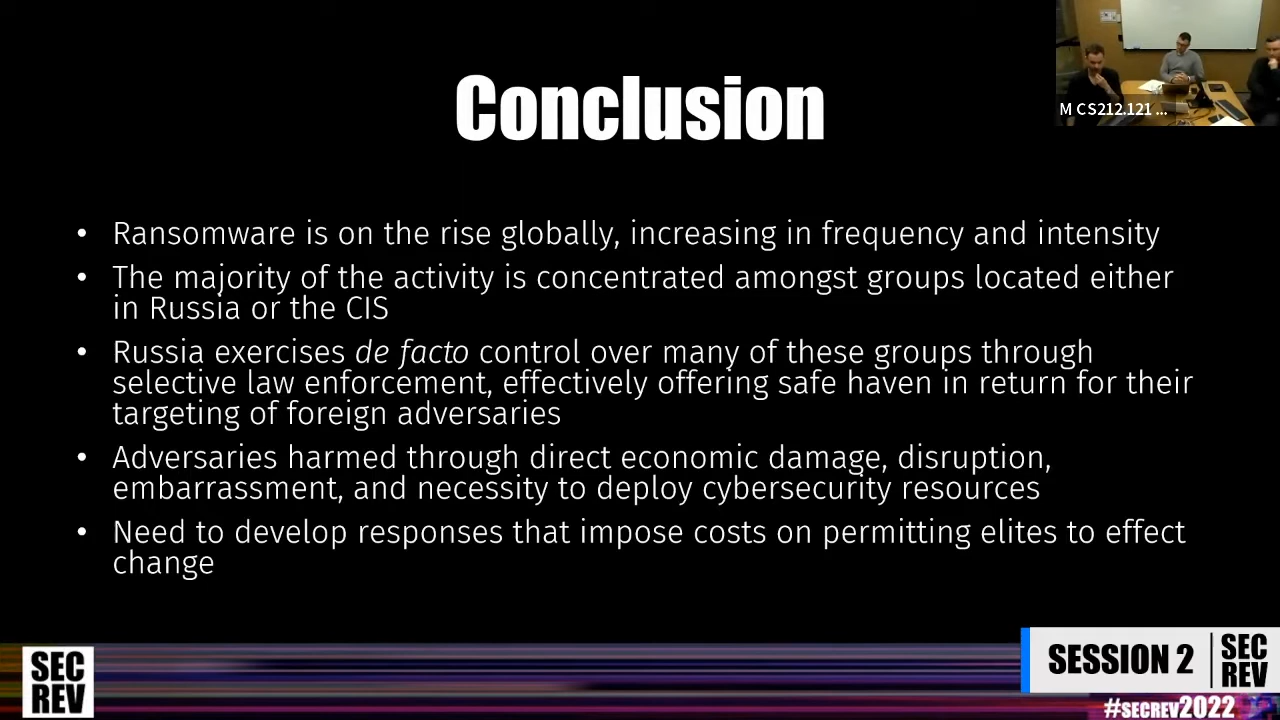 Conclusion
M CS212.121 ...
• Ransomware is on the rise globally, increasing in frequency and intensity
• The majority of the activity is concentrated amongst groups located either
in Russia or the CIS
• Russia exercises de facto control over many of these groups through
selective law enforcement, effectively offering safe haven in return for their
targeting of foreign adversaries
• Adversaries harmed through direct economic damage, disruption,
embarrassment, and necessity to deploy cybersecurity resources
• Need to develop responses that impose costs on permitting elites to effect
change
SEC
REV
SESSION 2
SEC
REV
#SECREV2022